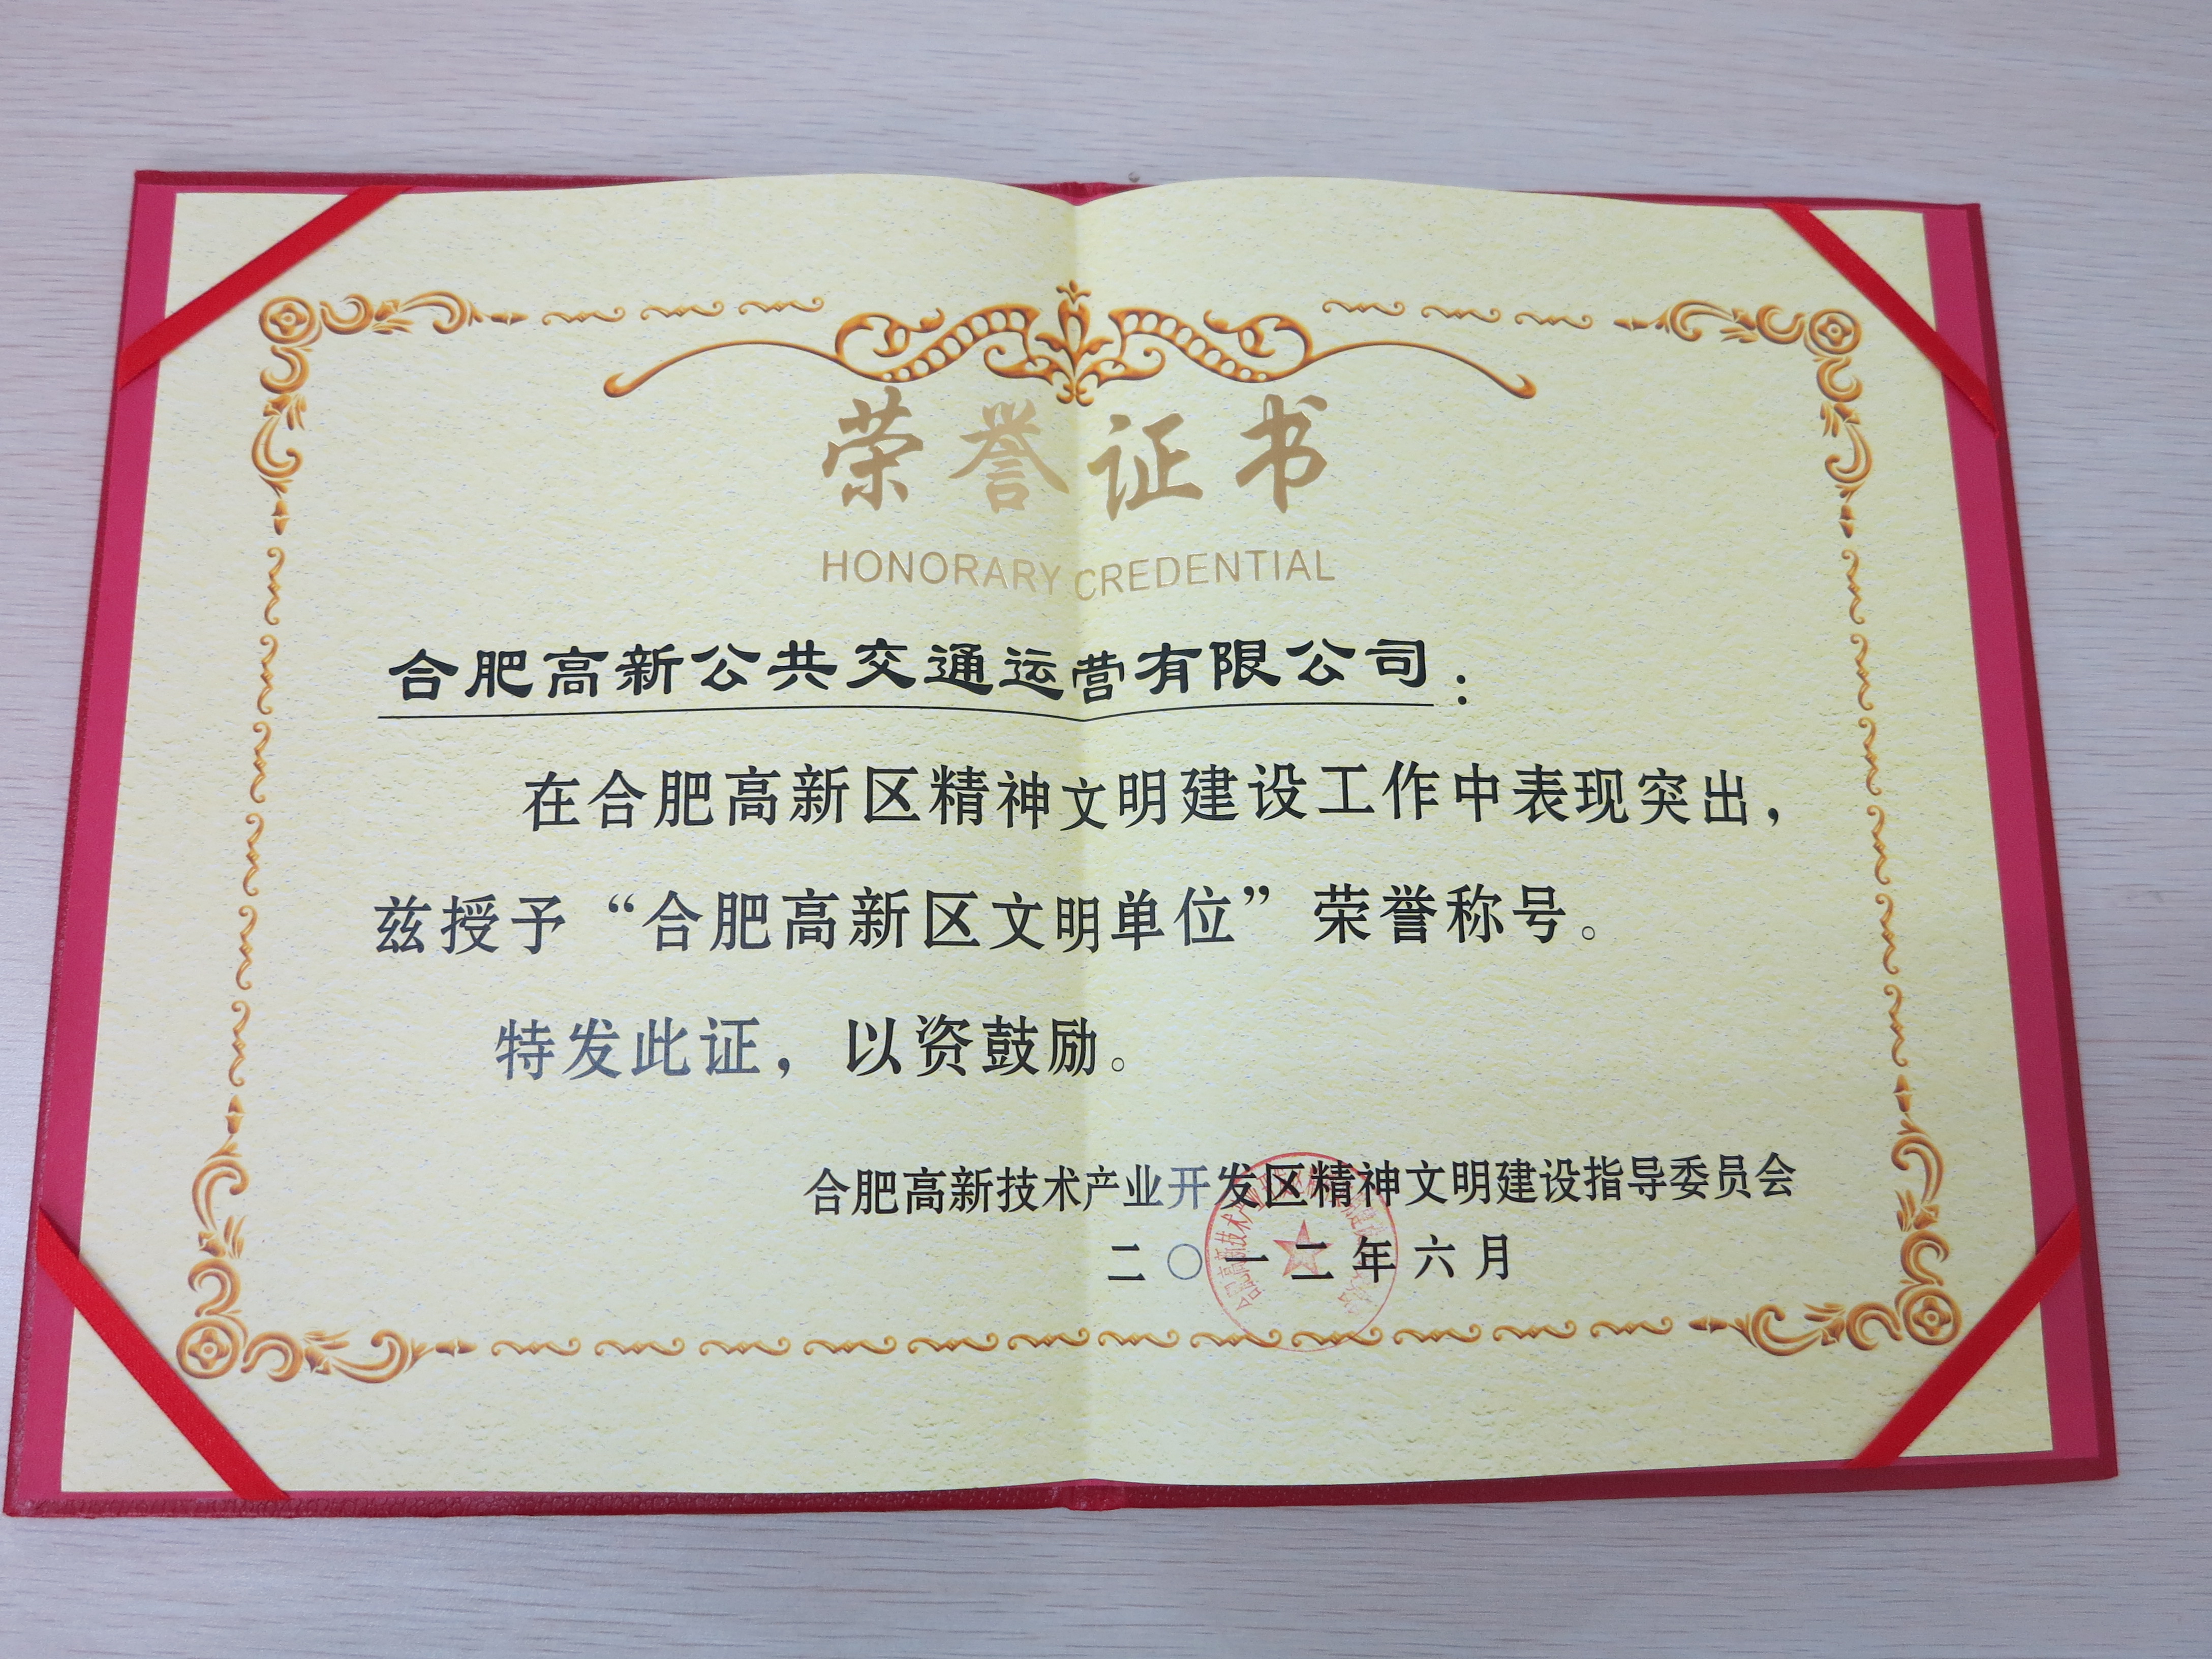 荣誉证书
HONORARY CREDENTIAL
合肥高新公共交通运营有限公司：
在合肥高新区精神文明建设工作中表现突出，
兹授予“合肥高新区文明单位”荣誉称号。
特发此证，以资鼓励。
合肥高新技术产业开发区精神文明建设指导委员会
二〇一二年六月